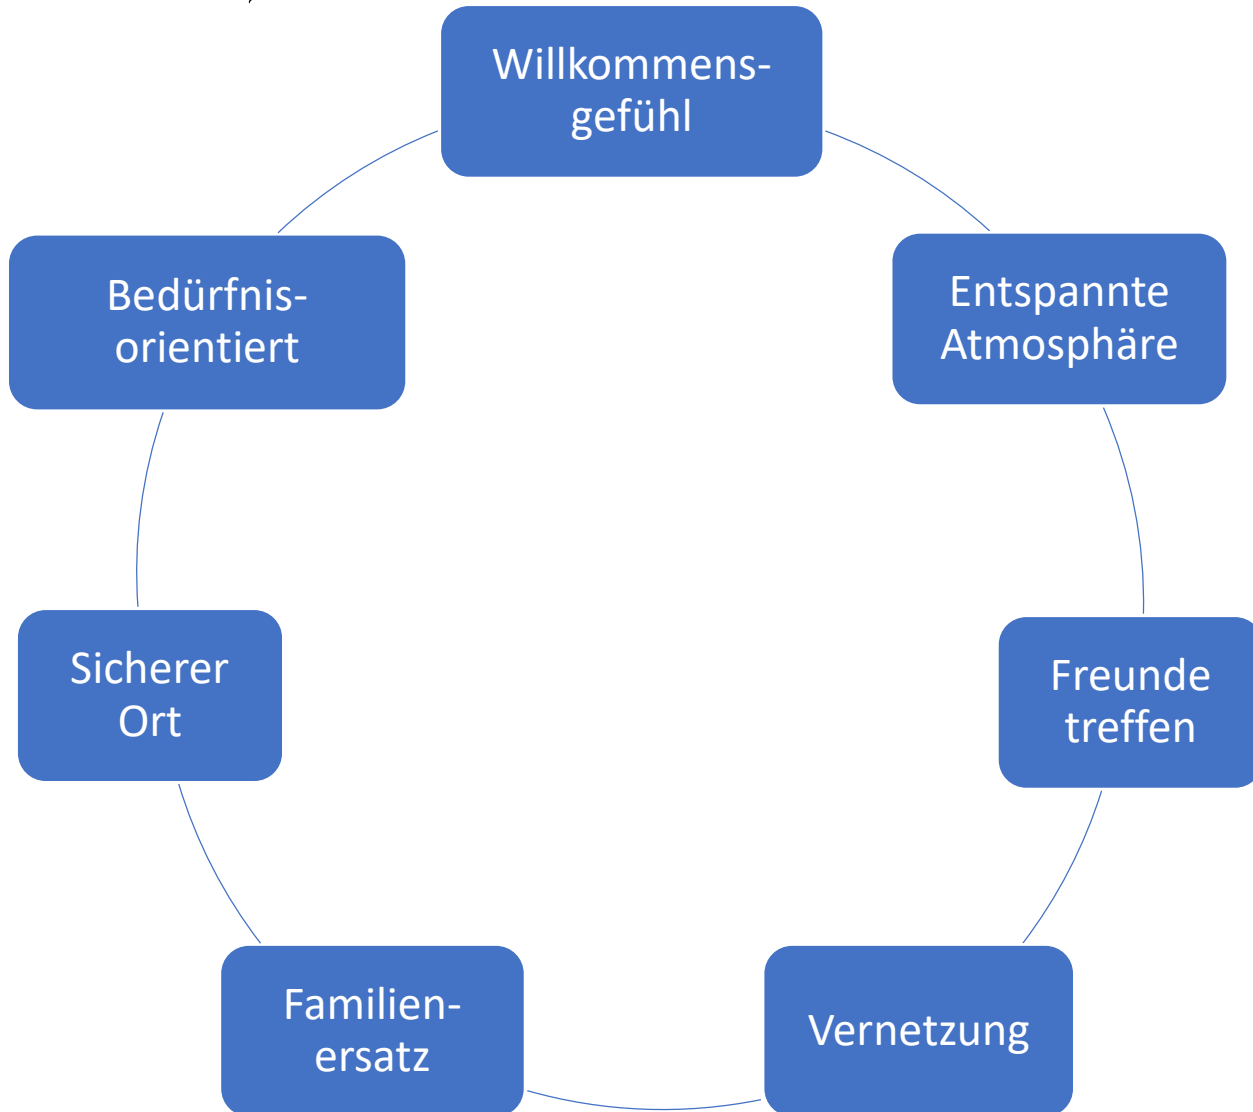 Willkommens-
gefühl
Entspannte
Atmosphäre
Freunde
treffen
Vernetzung
Familien-
ersatz
Sicherer
Ort
Bedürfnis-
orientiert